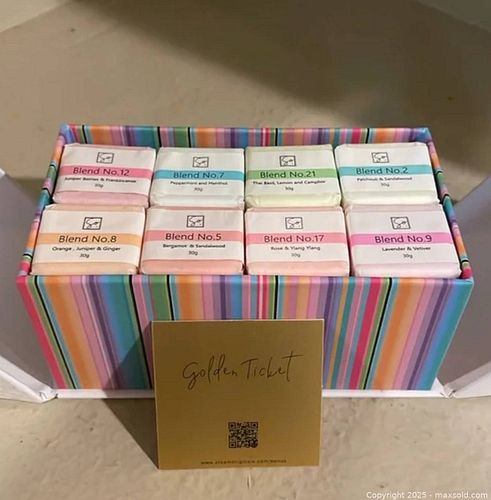 Blend No.12
Juniper Berries & Frankincense
30g
Blend No.7
Peppermint and Menthol
30g
Blend No.21
Thai Basil, Lemon and Camphor
30g
Blend No.2
Patchouli & Sandalwood
30g
Blend No.8
Orange, Juniper & Ginger
30g
Blend No.5
Bergamot & Sandalwood
30g
Blend No.17
Rose & Ylang Ylang
30g
Blend No.9
Lavender & Vetiver
30g
Golden Ticket
Copyright 2025 - maxsold.com